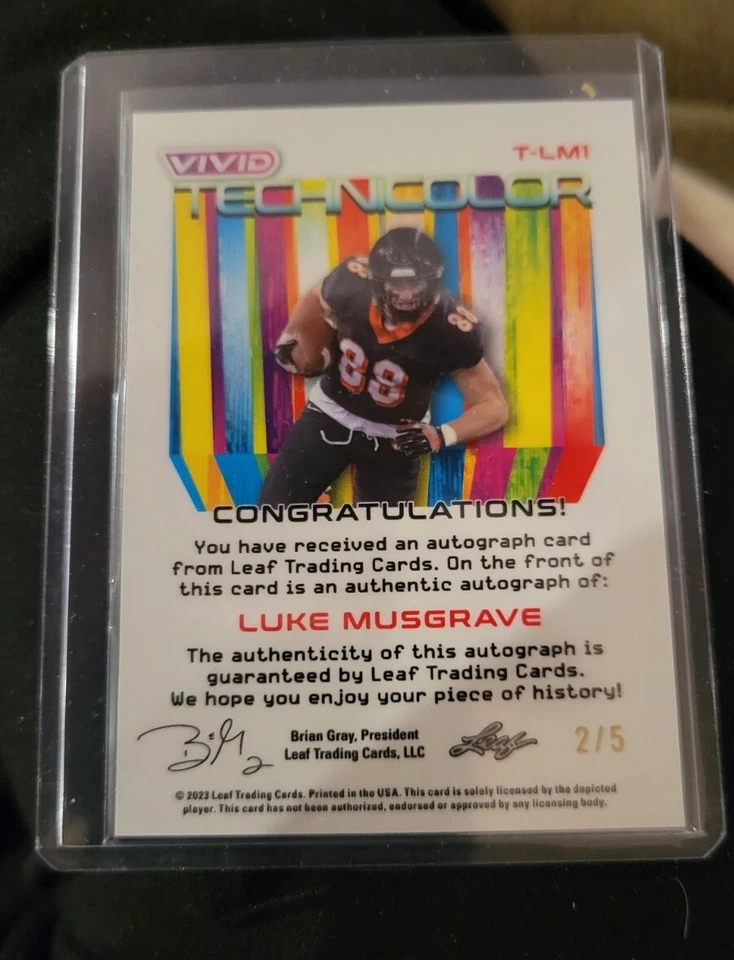 VIVID
T-LM1
TECHNICOLOR
88
88
88
CONGRATULATIONS!
You have received an autograph card
from Leaf Trading Cards. On the front of
this card is an authentic autograph of:
LUKE MUSGRAVE
The authenticity of this autograph is
guaranteed by Leaf Trading Cards.
We hope you enjoy your piece of history!
Brian Gray, President
Leaf Trading Cards, LLC
Leaf
2/5
© 2023 Leaf Trading Cards. Printed in the USA. This card is solely licensed by the depicted
player. This card has not been authorized, endorsed or approved by any licensing body.